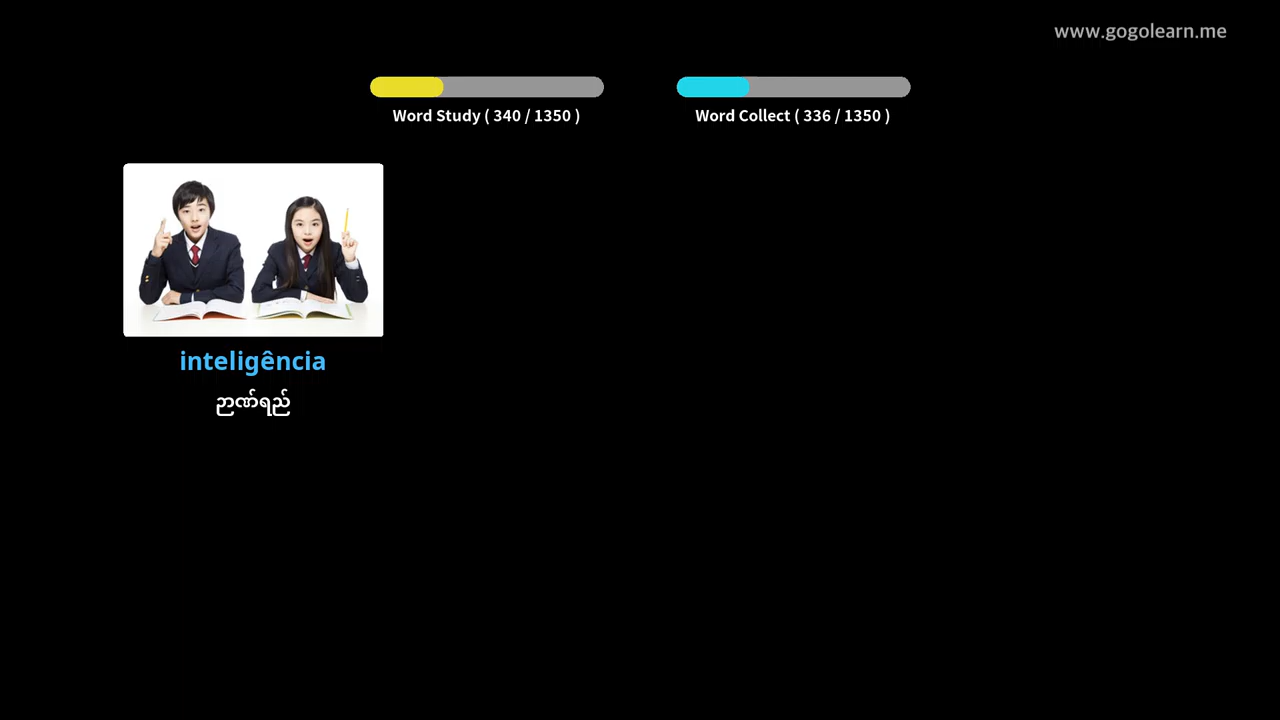 www.gogolearn.me
Word Study ( 340 / 1350 )
Word Collect ( 336 / 1350 )
inteligência
ဉာဏ်ရည်